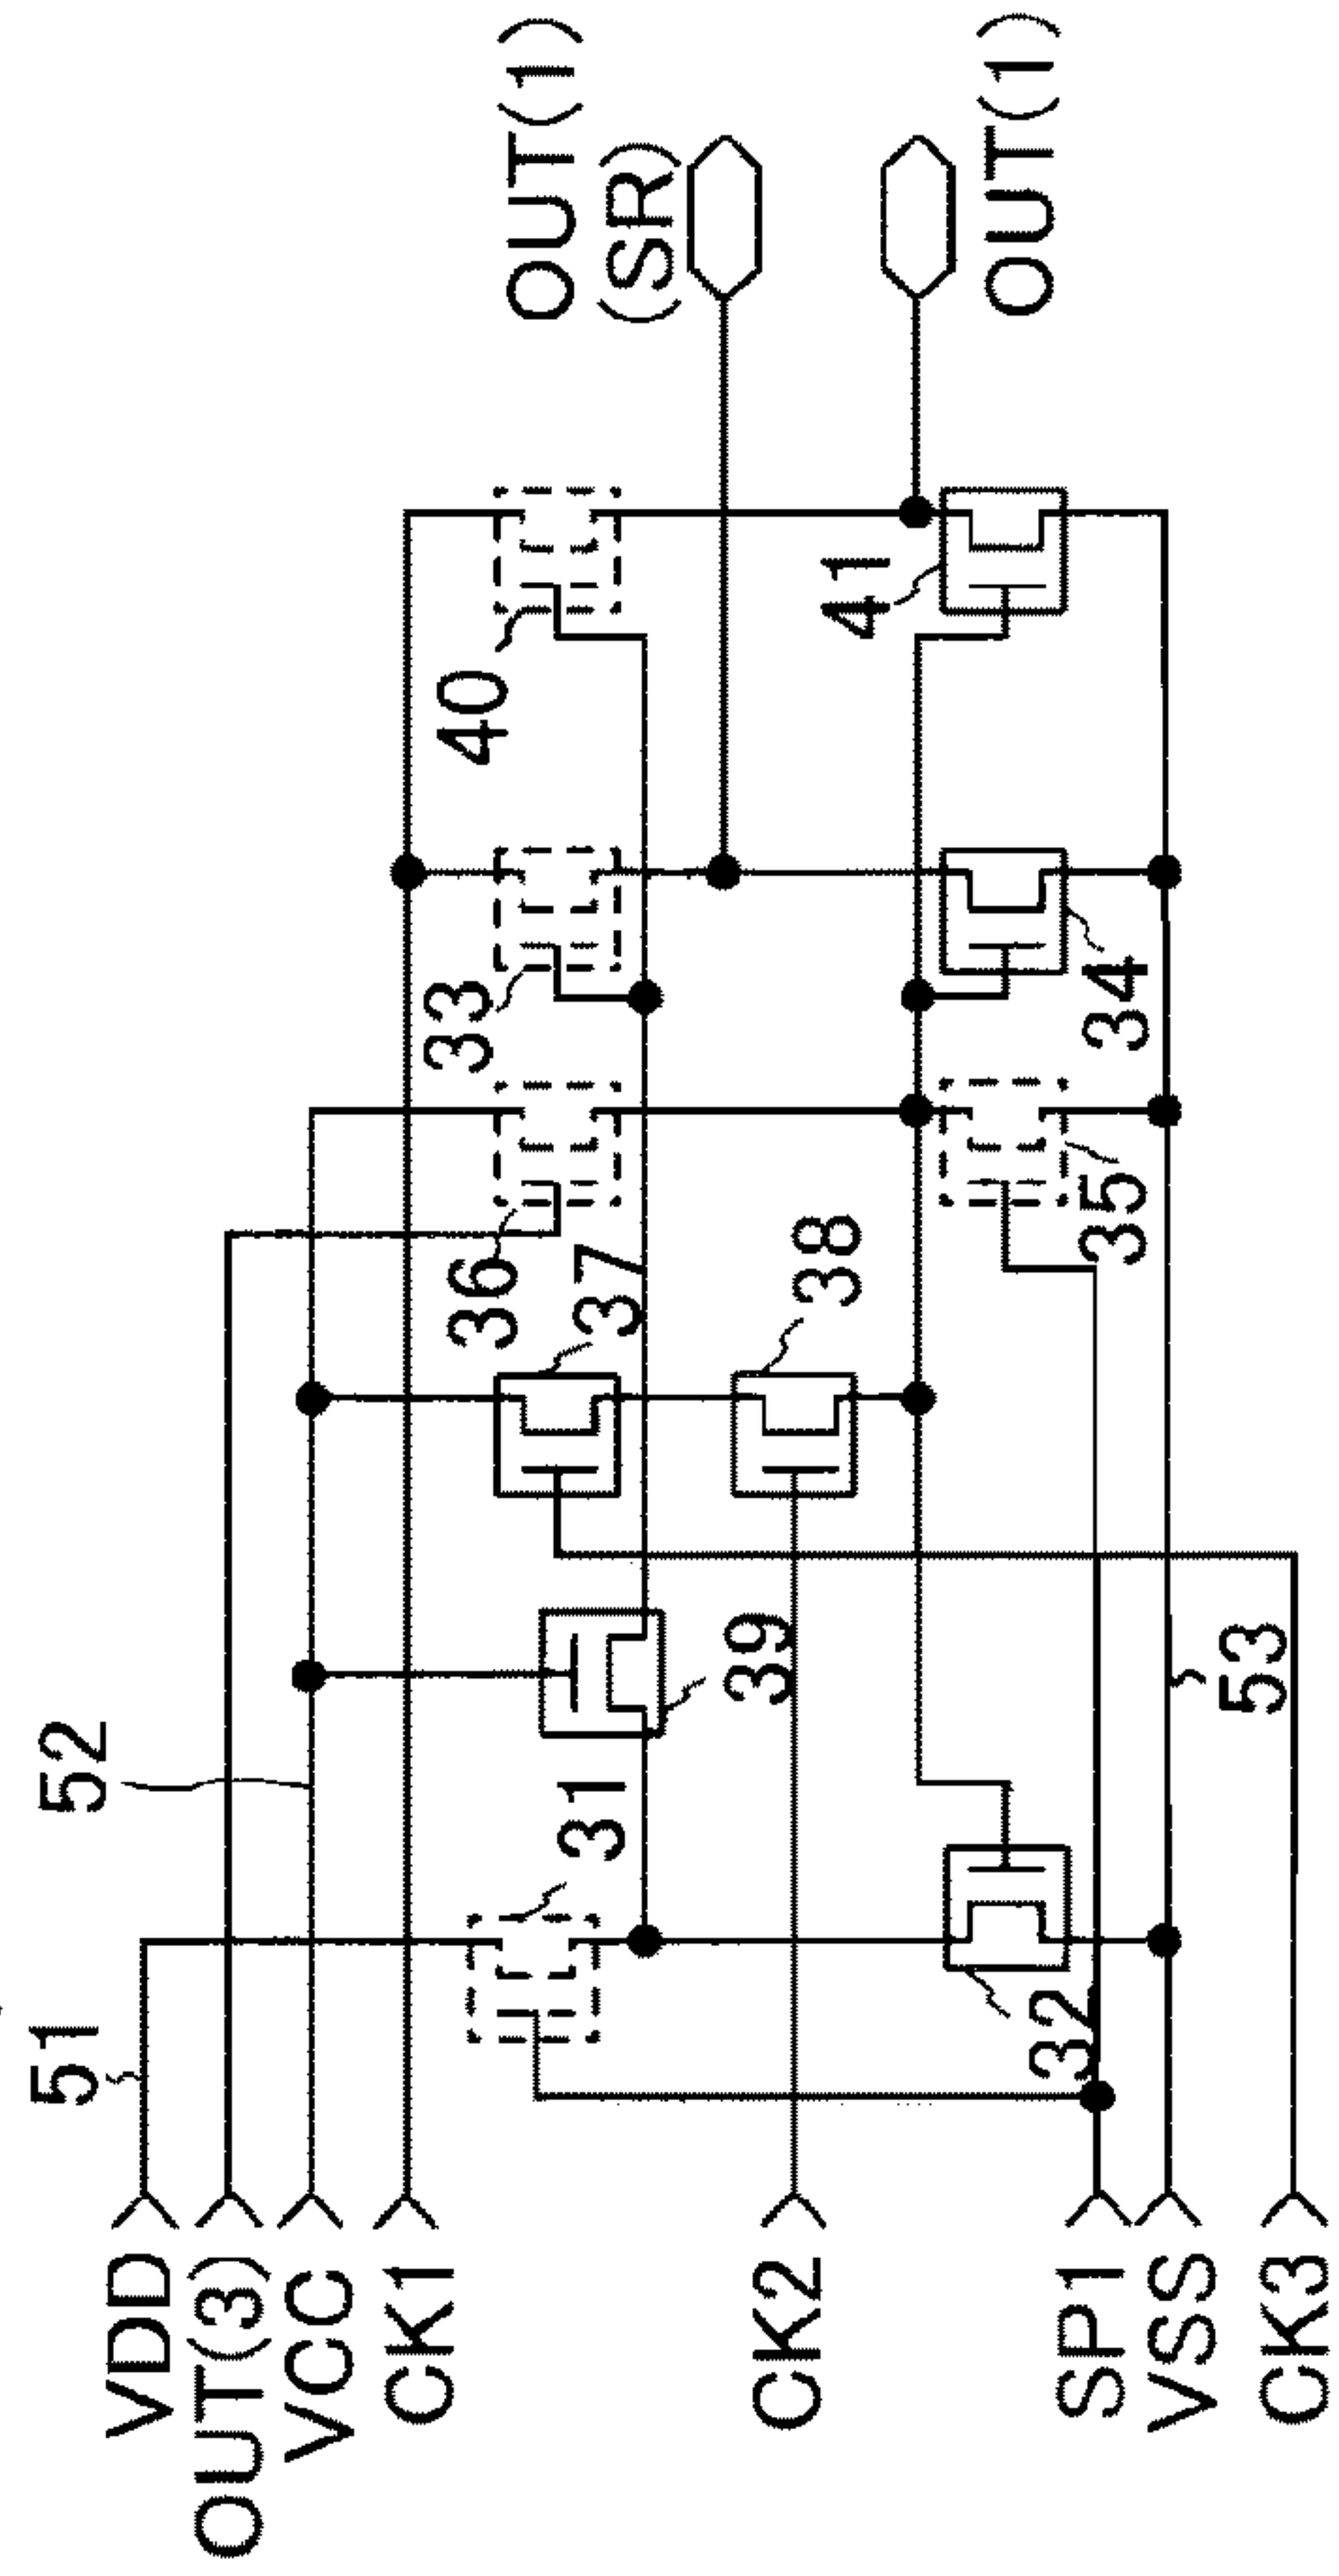 51
52
VDD
OUT(3)
VCC
CK1
CK2
SP1
VSS
CK3
31
32
39
53
36
37
38
35
33
34
40
41
OUT(1)
(SR)
OUT(1)